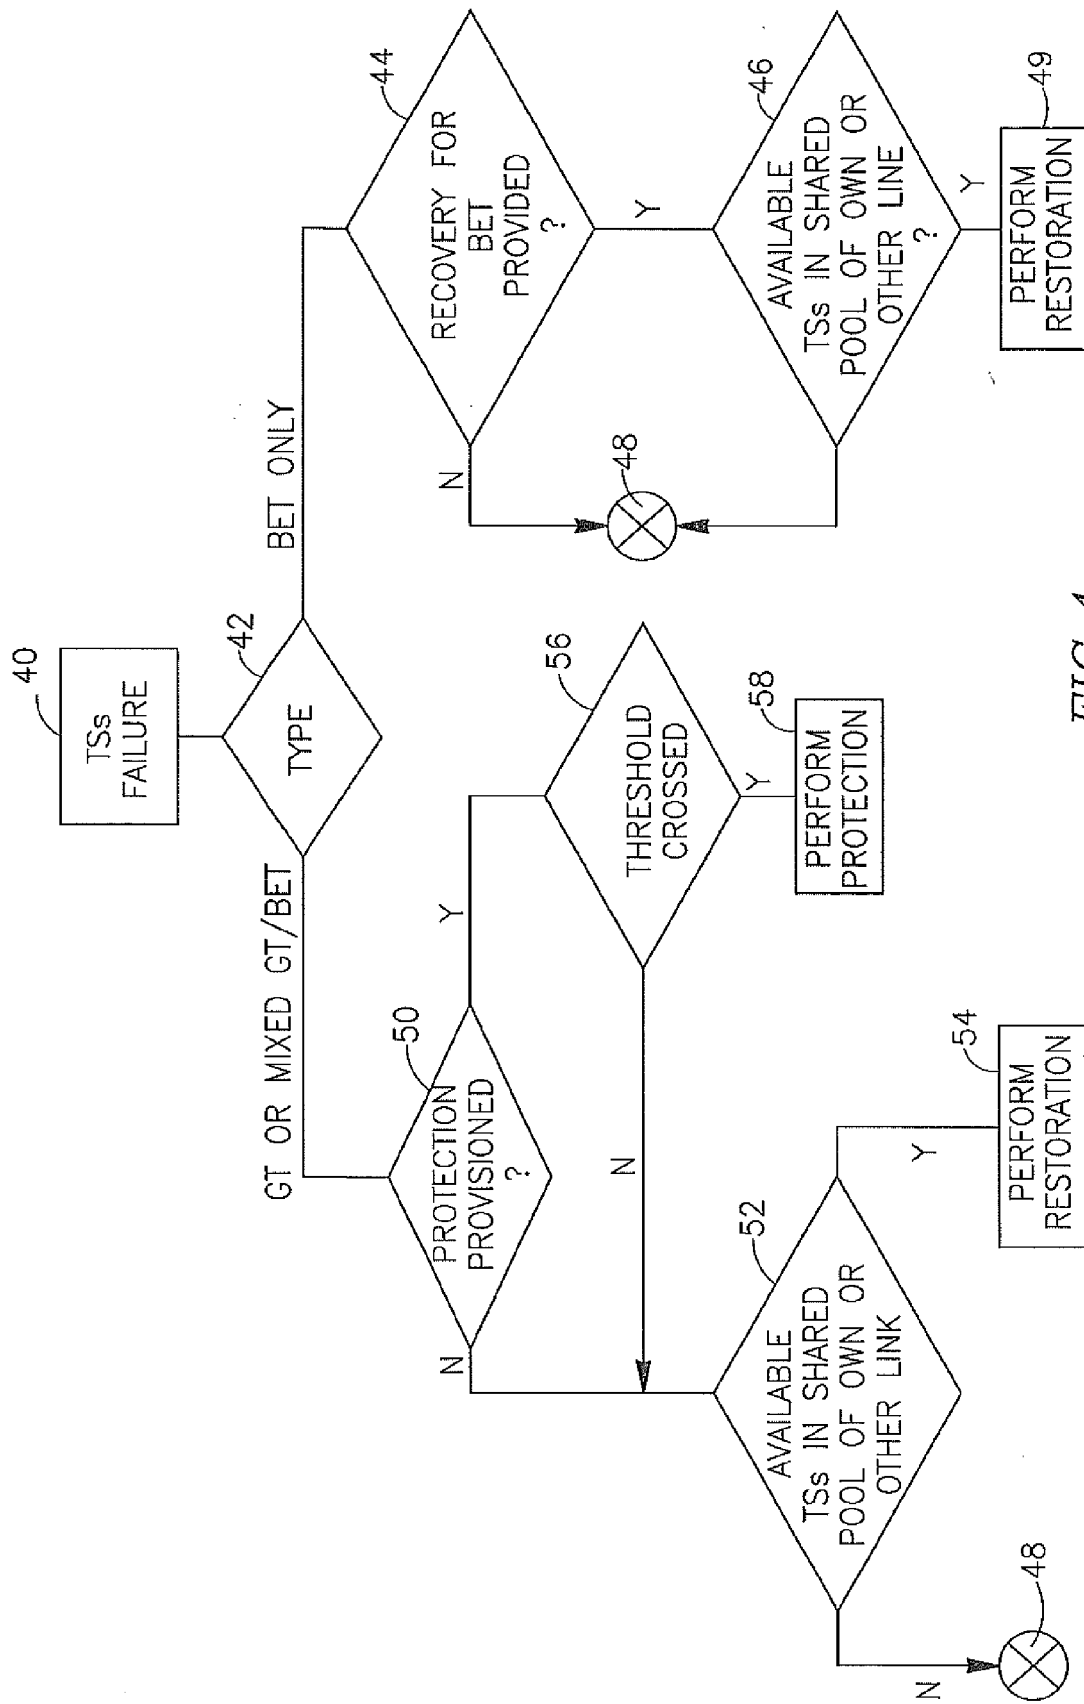 40
TSs
FAILURE
42
TYPE
GT OR MIXED GT/BET
BET ONLY
50
PROTECTION
PROVISIONED
?
N
Y
44
RECOVERY FOR
BET
PROVIDED
?
N
Y
56
THRESHOLD
CROSSED
N
Y
58
PERFORM
PROTECTION
48
46
AVAILABLE
TSs IN SHARED
POOL OF OWN OR
OTHER LINE
?
Y
49
PERFORM
RESTORATION
52
AVAILABLE
TSs IN SHARED
POOL OF OWN OR
OTHER LINK
N
Y
48
54
PERFORM
RESTORATION